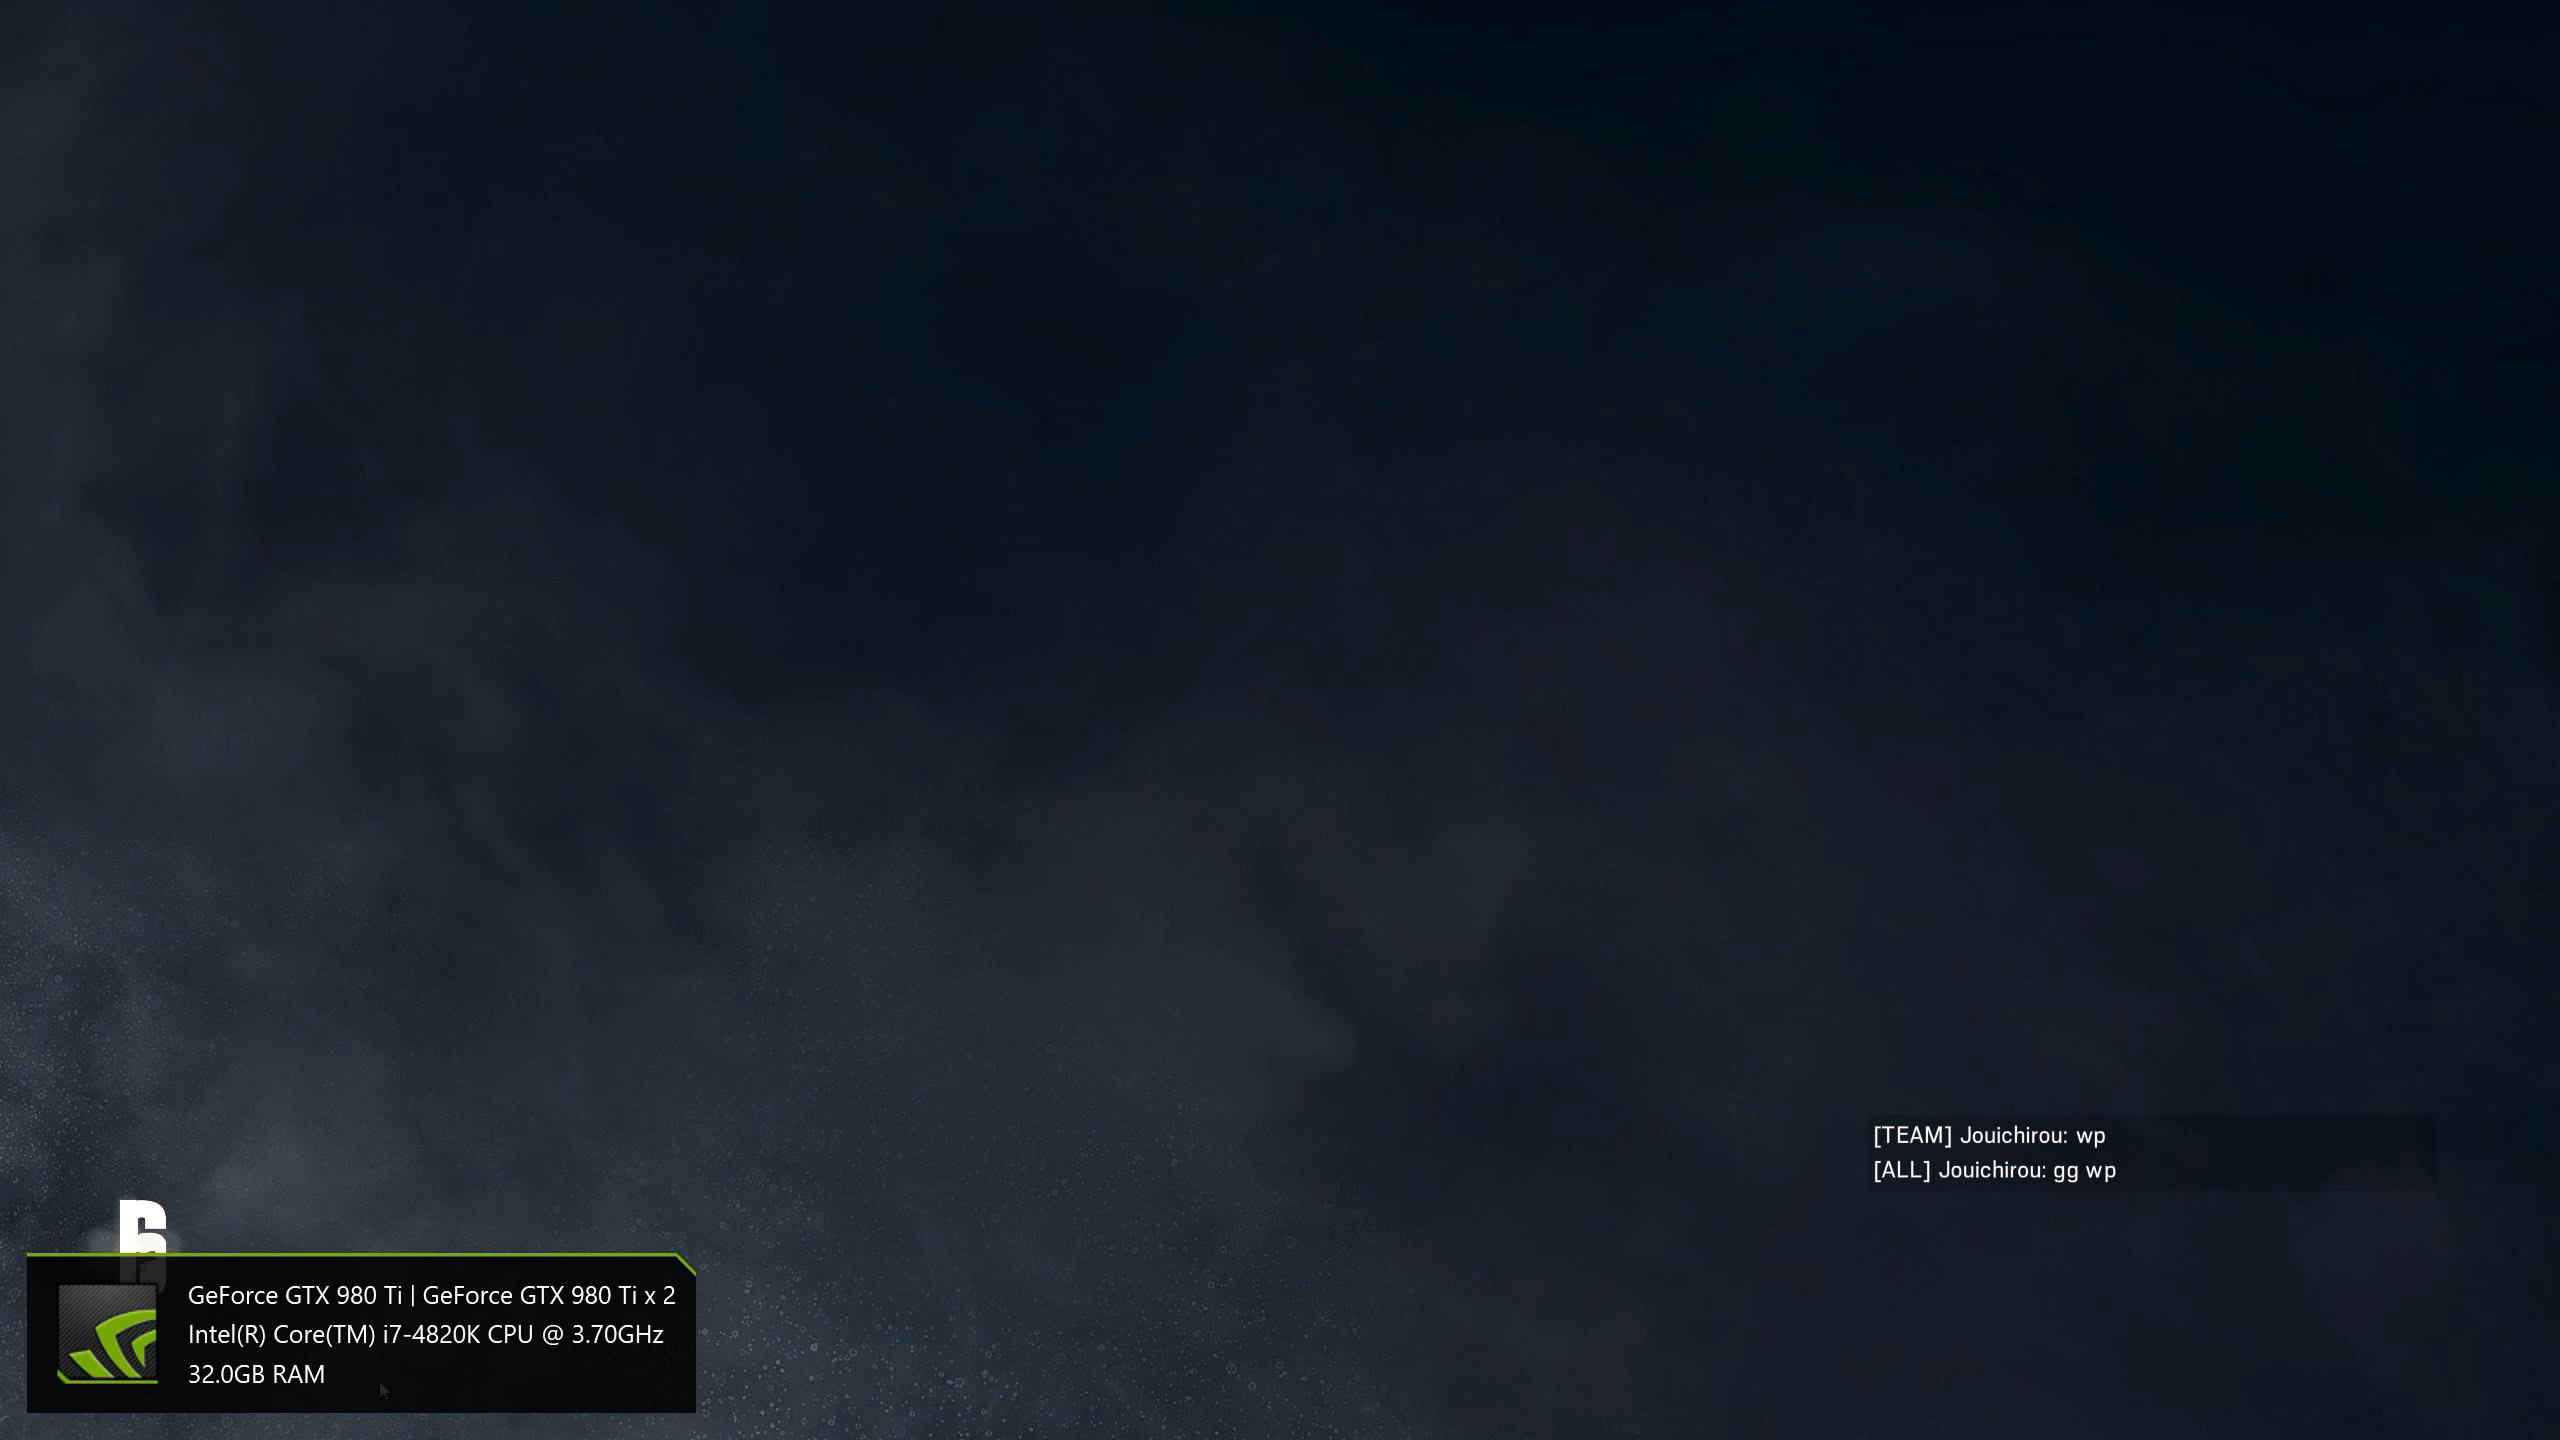 [TEAM] Jouichirou: wp
[ALL] Jouichirou: gg wp
6
GeForce GTX 980 Ti | GeForce GTX 980 Ti x 2
Intel(R) Core(TM) i7-4820K CPU @ 3.70GHz
32.0GB RAM